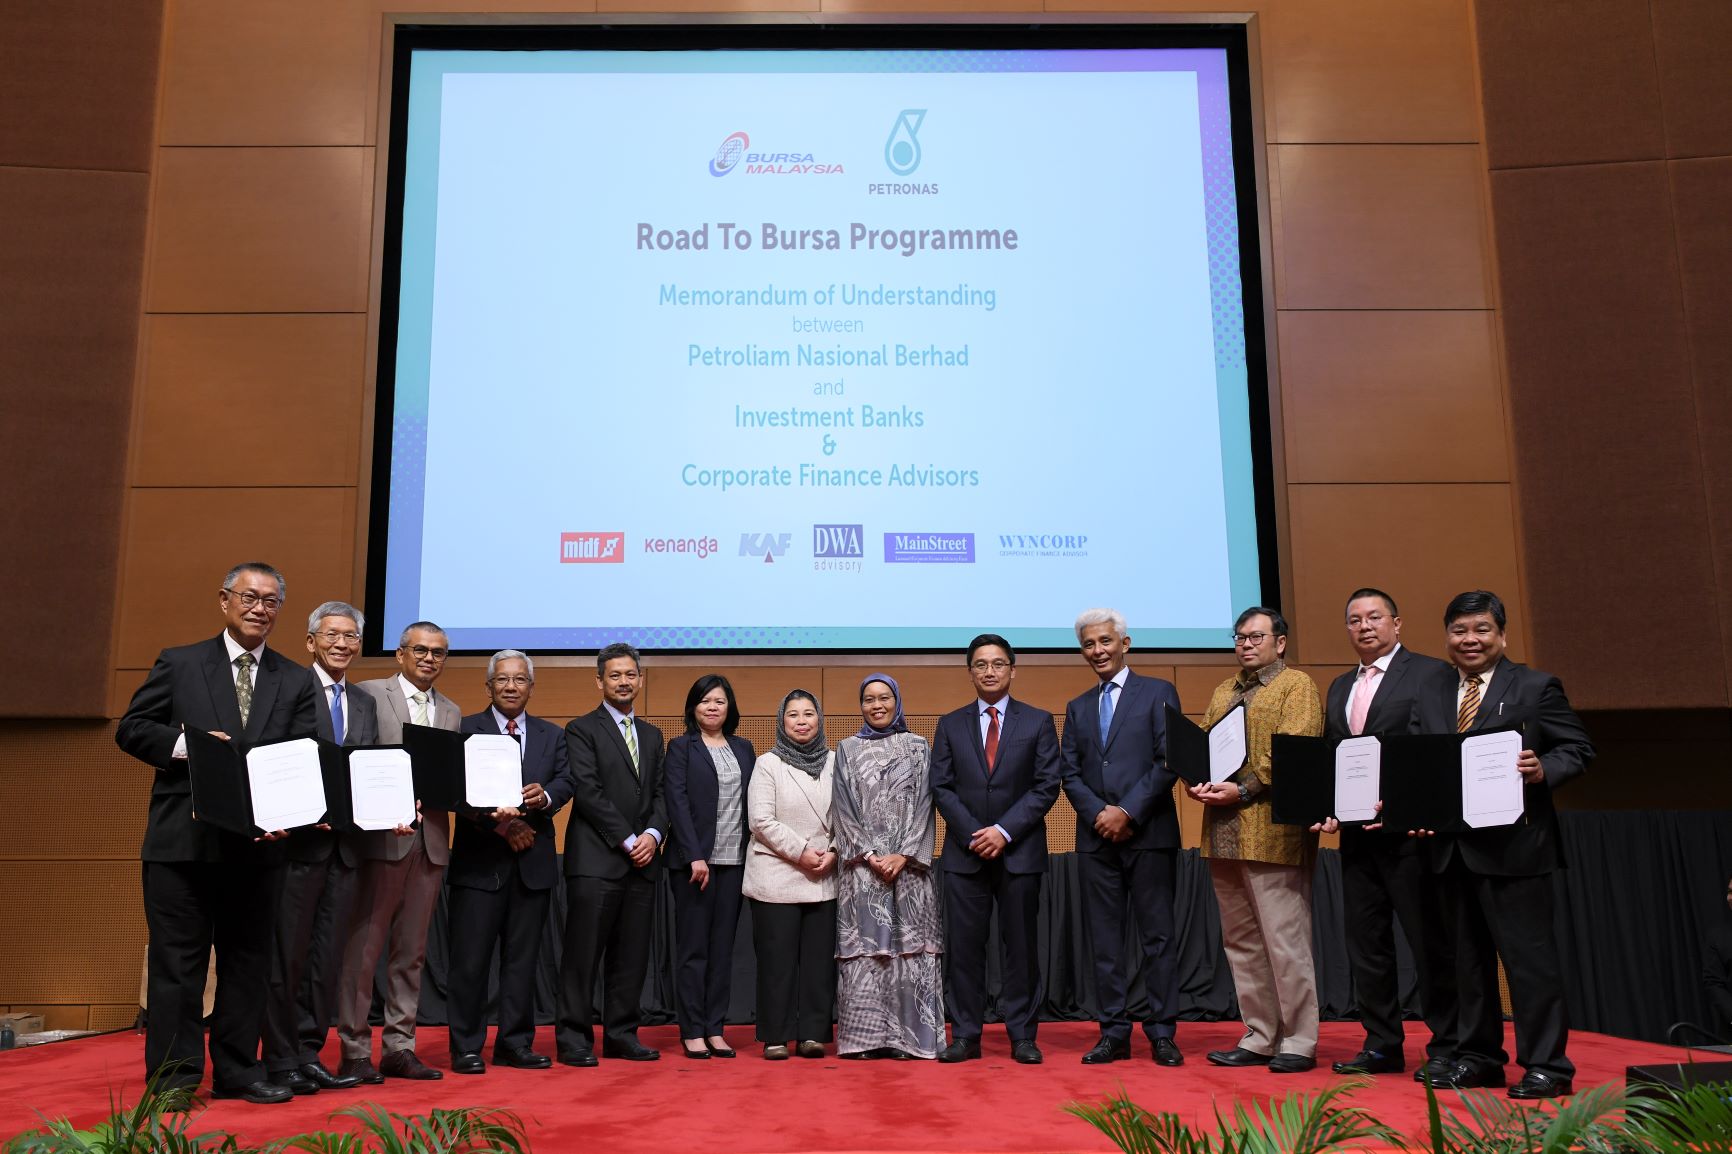 BURSA
MALAYSIA
PETRONAS
Road To Bursa Programme
Memorandum of Understanding
between
Petroliam Nasional Berhad
and
Investment Banks
&
Corporate Finance Advisors
midf
kenanga
KAF
DWA
advisory
MainStreet
WYNCORP
CORPORATE FINANCE ADVISOR